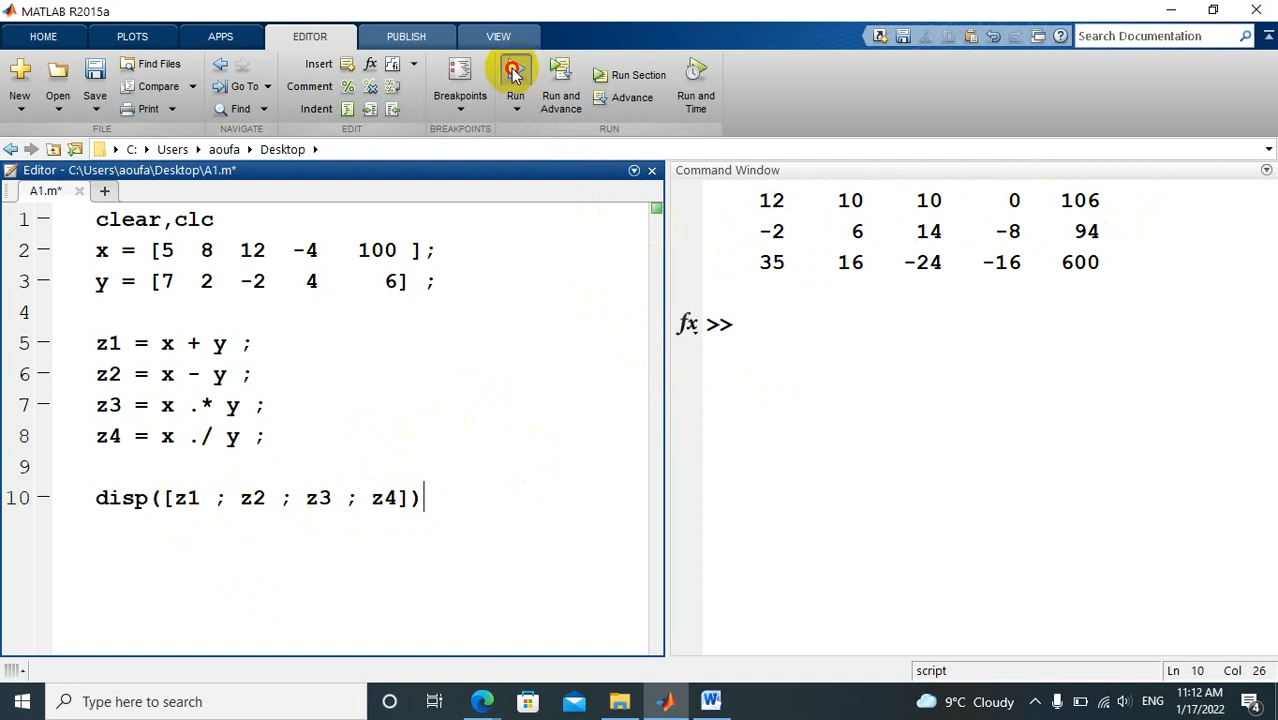 MATLAB R2015a
HOME PLOTS APPS EDITOR PUBLISH VIEW Search Documentation
New Open Save Find Files Compare Print
Go To Find
Insert fx Comment Indent
Breakpoints Run Run and Advance Run Section Advance Run and Time
FILE NAVIGATE EDIT BREAKPOINTS RUN
C: Users aoufa Desktop
Editor - C:\Users\aoufa\Desktop\A1.m*
A1.m*
1 clear,clc
2 x = [5 8 12 -4 100 ];
3 y = [7 2 -2 4 6] ;
4
5 z1 = x + y ;
6 z2 = x - y ;
7 z3 = x .* y ;
8 z4 = x ./ y ;
9
10 disp([z1 ; z2 ; z3 ; z4])
Command Window
12 10 10 0 106
-2 6 14 -8 94
35 16 -24 -16 600
fx >>
script Ln 10 Col 26
Type here to search
9°C Cloudy ENG 11:12 AM 1/17/2022 4